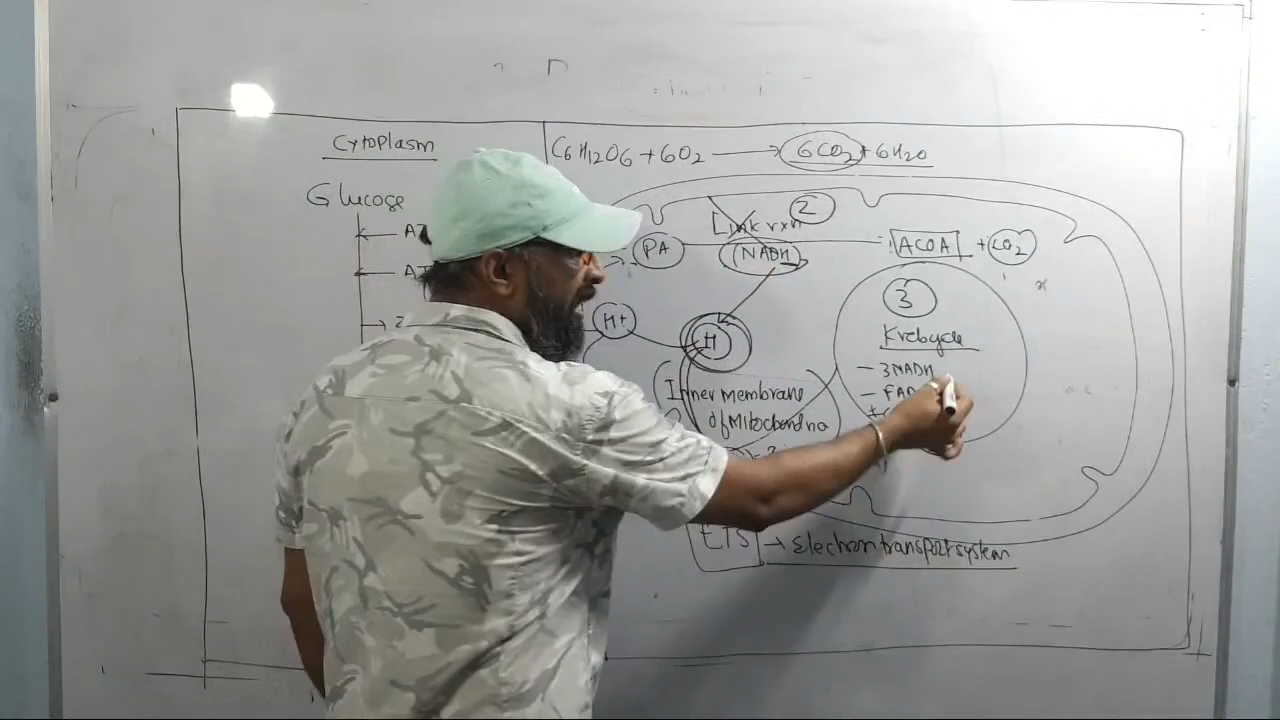 Cytoplasm
C6H12O6 + 6O2 → 6CO2 + 6H2O
Glucose
2
Link rxn
PA
NADH
ACOA + CO2
3
H+
H
Krebcycle
- 3NADH
Inner membrane
of Mitochondria
ETS → Electron transport system